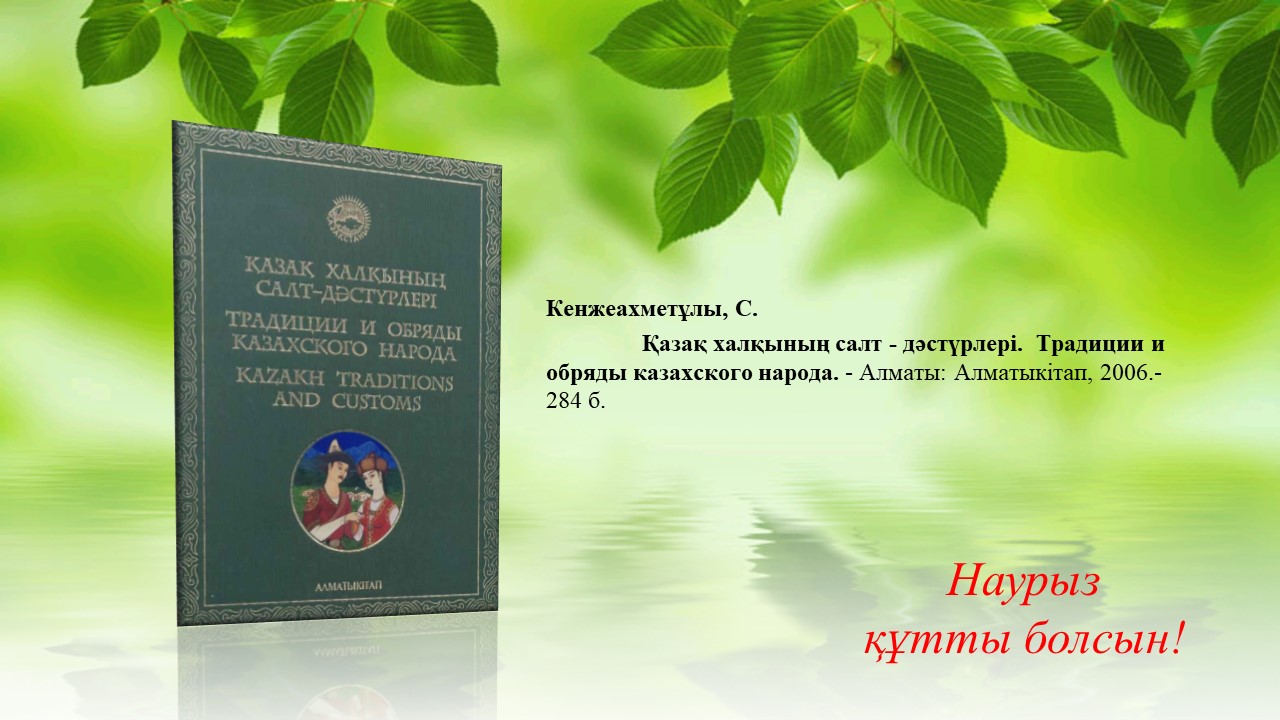 ҚАЗАҚ ХАЛҚЫНЫҢ
САЛТ-ДӘСТҮРЛЕРІ
ТРАДИЦИИ И ОБРЯДЫ
КАЗАХСКОГО НАРОДА
KAZAKH TRADITIONS
AND CUSTOMS
АЛМАТЫКІТАП
Кенжеахметұлы, С.
Қазақ халқының салт - дәстүрлері. Традиции и
обряды казахского народа. - Алматы: Алматыкітап, 2006.-
284 б.
Наурыз
құтты болсын!